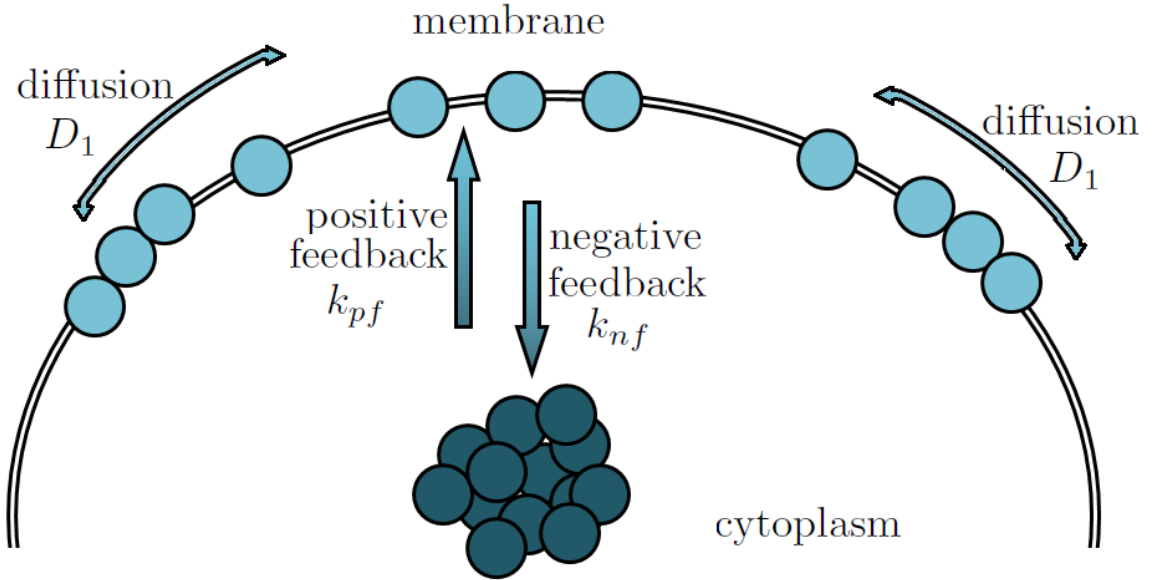 membrane
diffusion
D₁
diffusion
D₁
positive
feedback
kₚf
negative
feedback
kₙf
cytoplasm